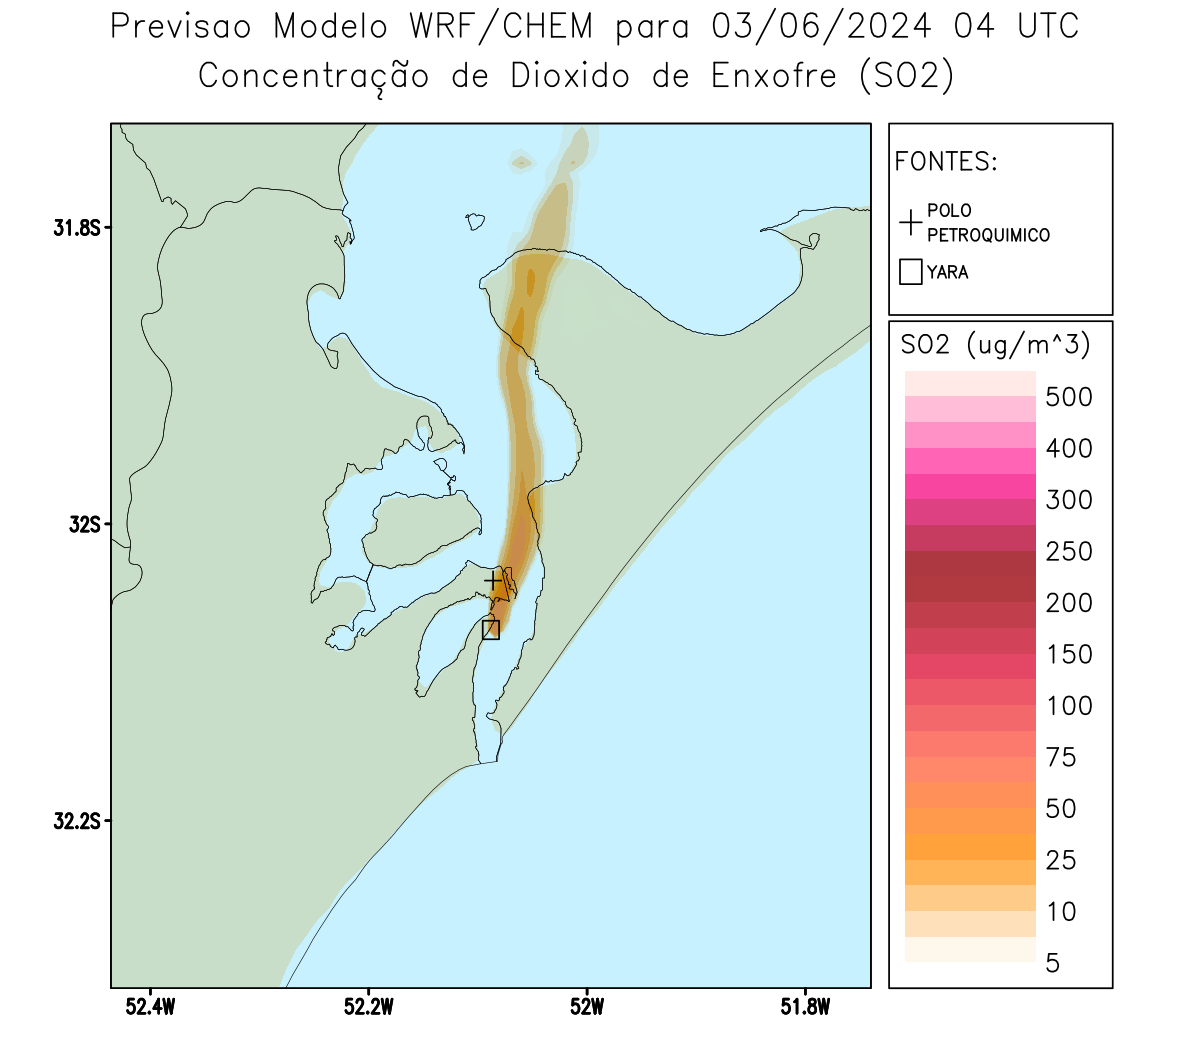 Previsao Modelo WRF/CHEM para 03/06/2024 04 UTC
Concentração de Dioxido de Enxofre (SO2)
FONTES:
POLO
PETROQUIMICO
YARA
SO2 (ug/m^3)
500
400
300
250
200
150
100
75
50
25
10
5
31.8S
32S
32.2S
52.4W
52.2W
52W
51.8W